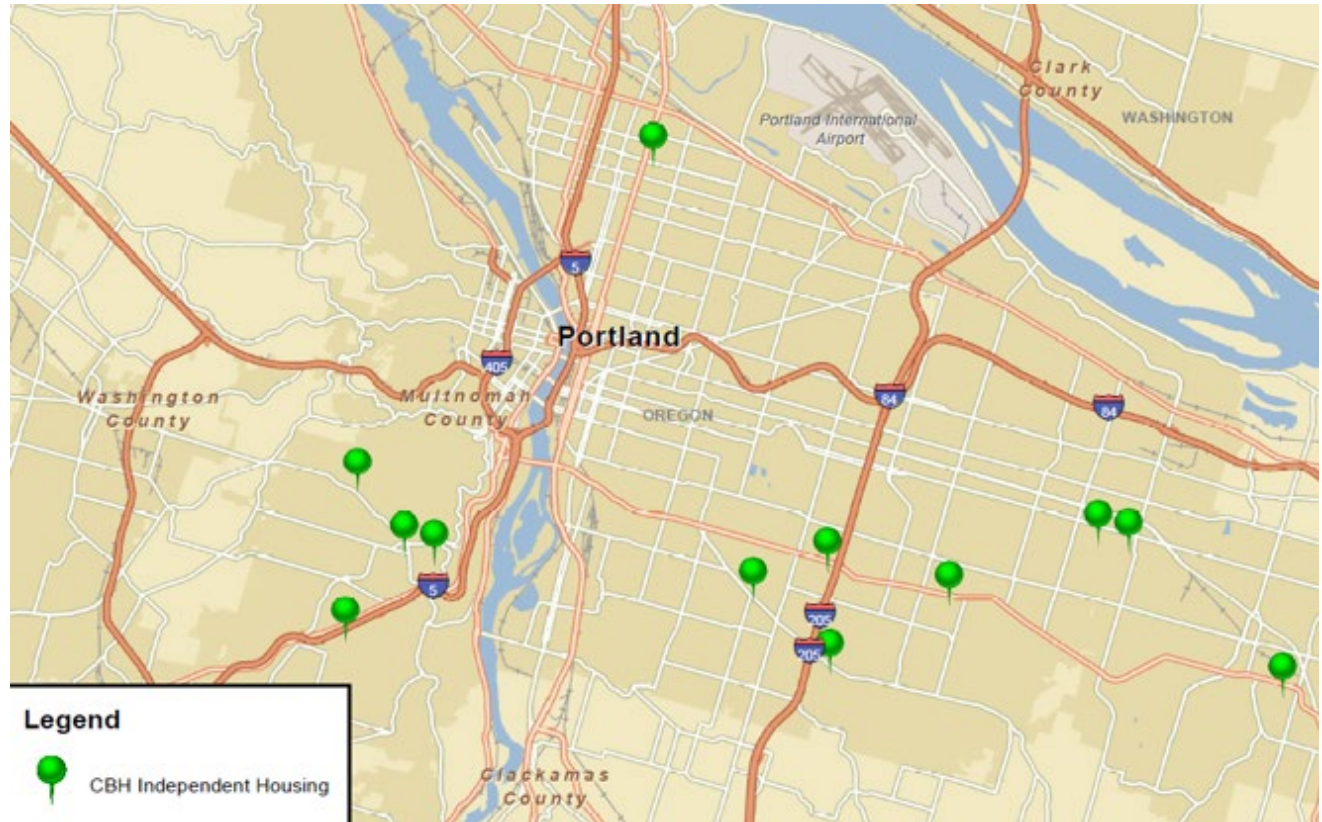 Clark
County
WASHINGTON
Portland International
Airport
5
Portland
405
Washington
County
Multnomah
County
OREGON
84
84
5
205
205
Legend
CBH Independent Housing
Clackamas
County